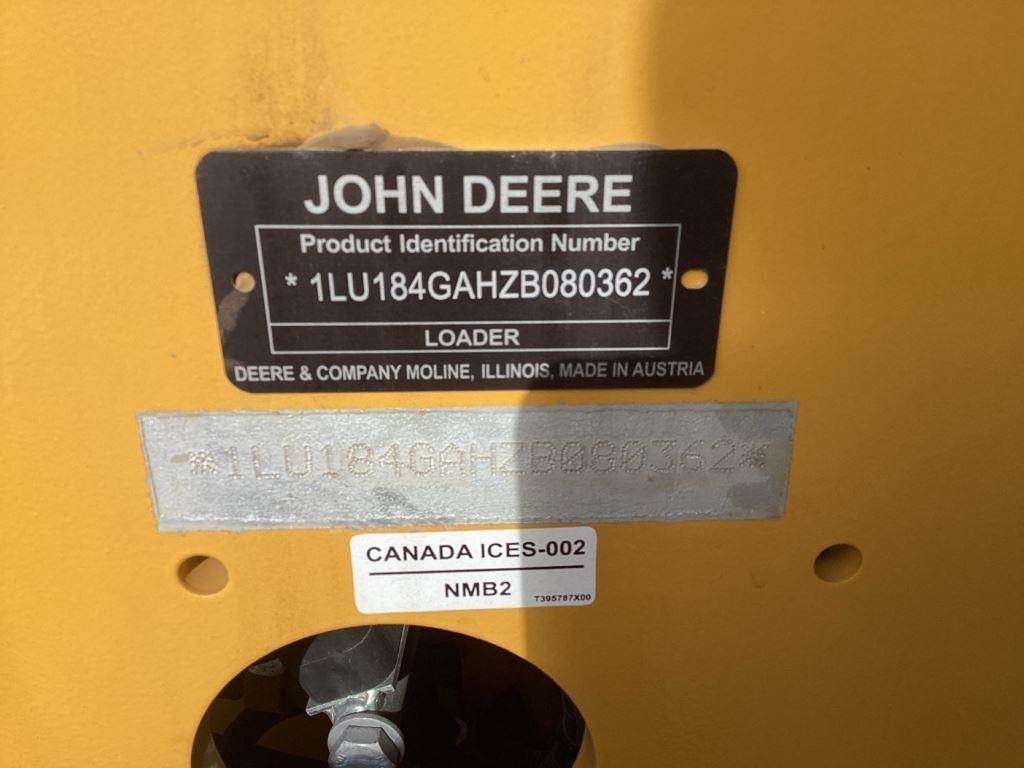 JOHN DEERE
Product Identification Number
* 1LU184GAHZB080362 *
LOADER
DEERE & COMPANY MOLINE, ILLINOIS, MADE IN AUSTRIA
*1LU184GAHZB080362*
CANADA ICES-002
NMB2
T395787X00